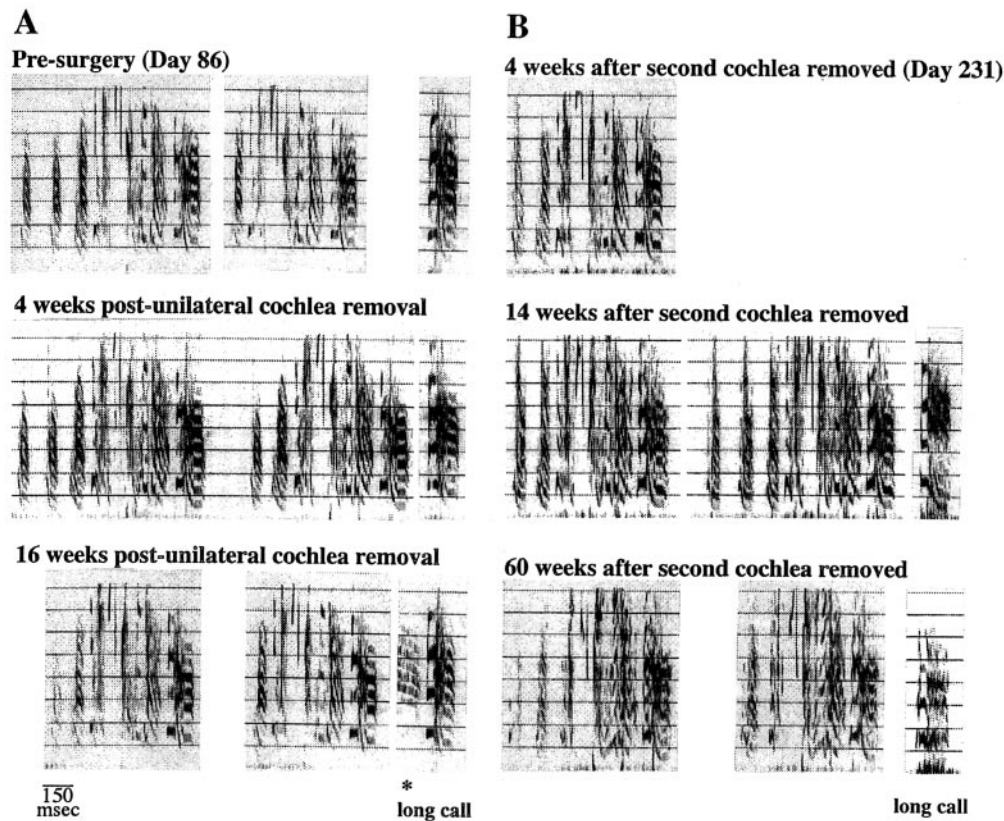 A
Pre-surgery (Day 86)
4 weeks post-unilateral cochlea removal
16 weeks post-unilateral cochlea removal
150
msec
*
long call
B
4 weeks after second cochlea removed (Day 231)
14 weeks after second cochlea removed
60 weeks after second cochlea removed
long call